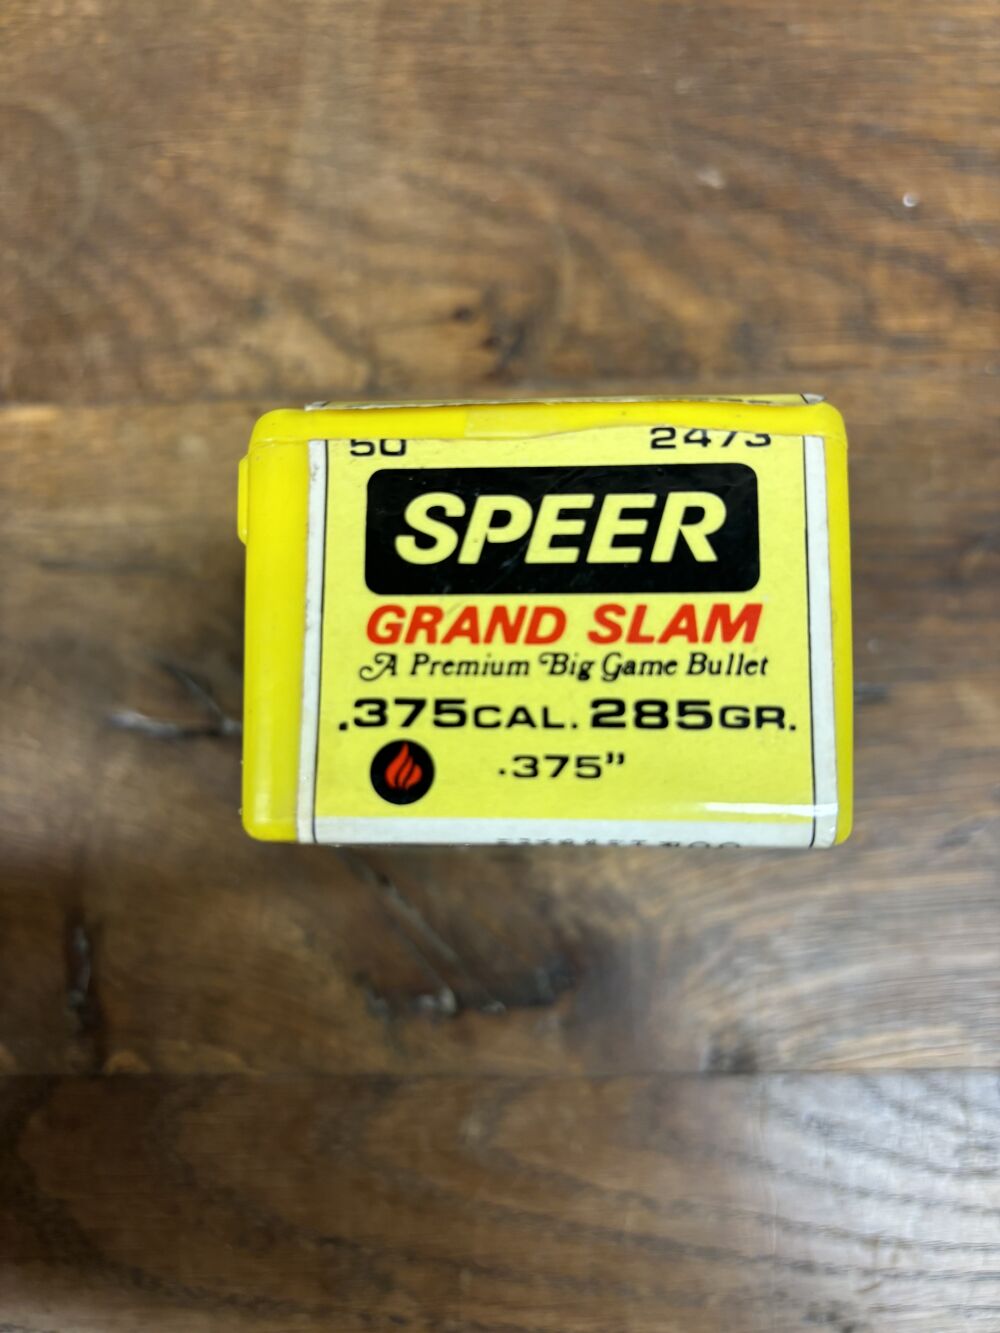 50 2473
SPEER
GRAND SLAM
A Premium Big Game Bullet
.375CAL. 285GR.
.375"